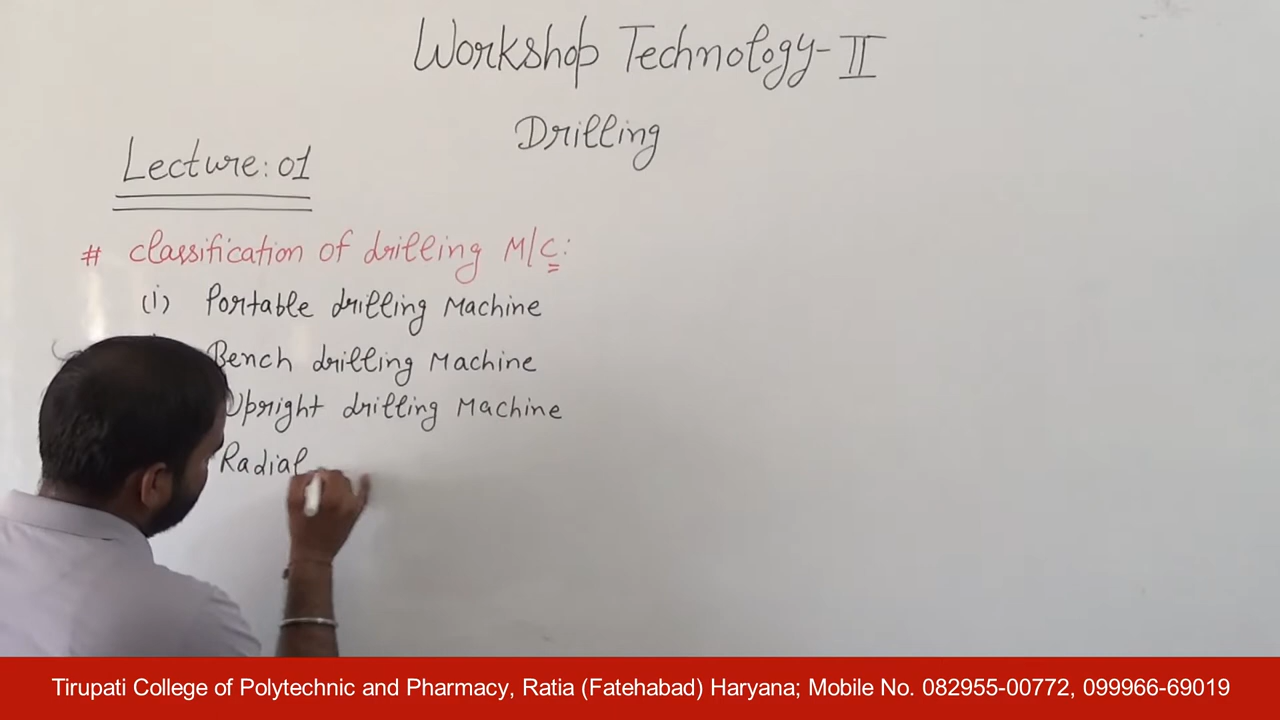 Workshop Technology-II
Drilling
Lecture: 01
# Classification of drilling M/C:
(i) Portable drilling Machine
Bench drilling Machine
Upright drilling Machine
Radial
Tirupati College of Polytechnic and Pharmacy, Ratia (Fatehabad) Haryana; Mobile No. 082955-00772, 099966-69019